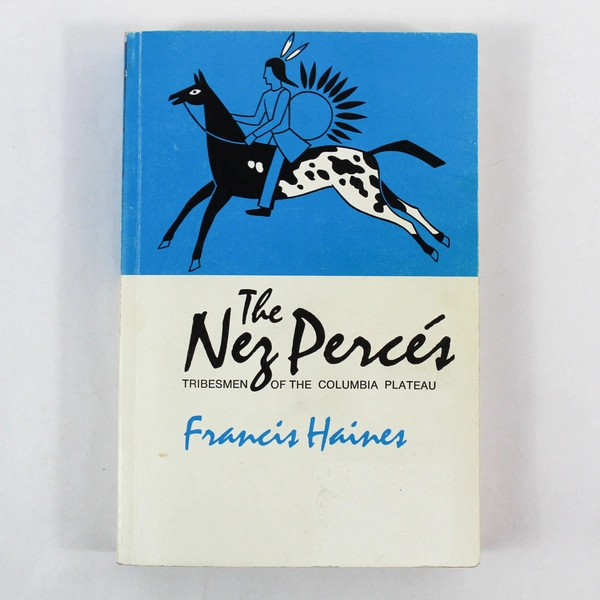 The
Nez Percés
TRIBESMEN OF THE COLUMBIA PLATEAU
Francis Haines